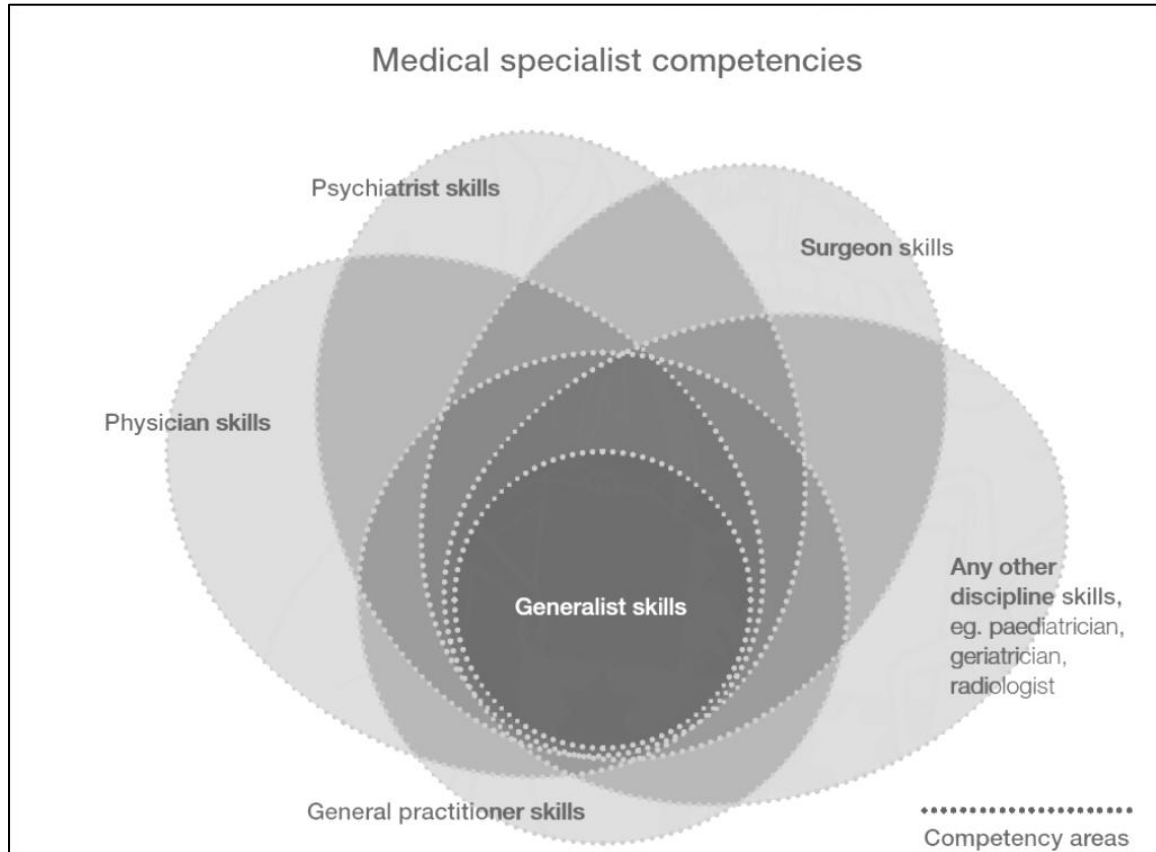 Medical specialist competencies
Psychiatrist skills
Surgeon skills
Physician skills
Any other
discipline skills,
eg. paediatrician,
geriatrician,
radiologist
Generalist skills
General practitioner skills
Competency areas